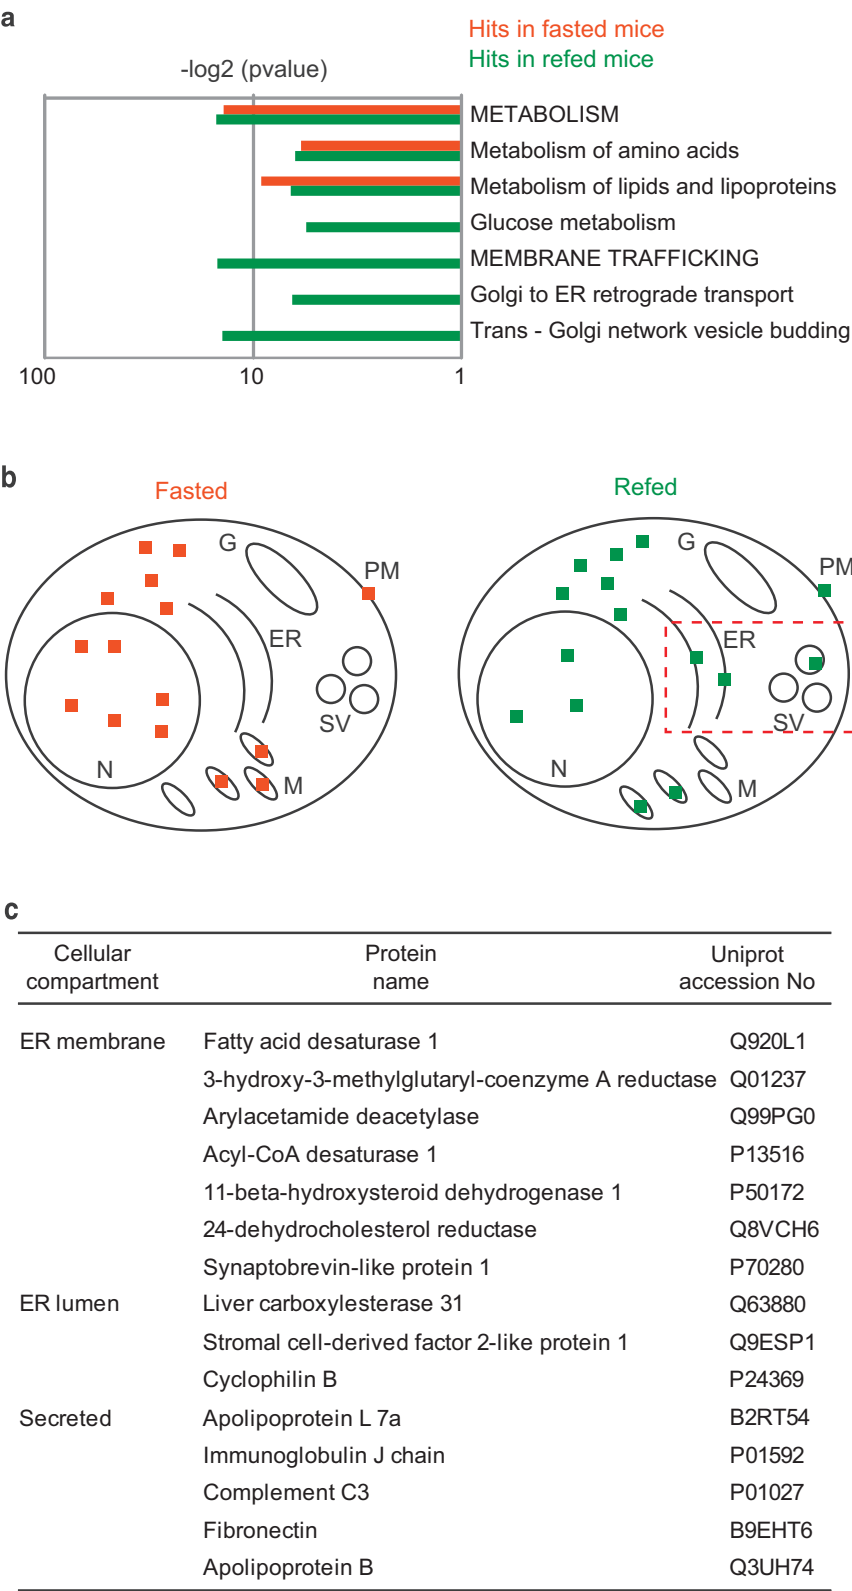 a
Hits in fasted mice
Hits in refed mice
-log2 (pvalue)
METABOLISM
Metabolism of amino acids
Metabolism of lipids and lipoproteins
Glucose metabolism
MEMBRANE TRAFFICKING
Golgi to ER retrograde transport
Trans - Golgi network vesicle budding
100 10 1
b
Fasted Refed
G PM G PM
ER ER
SV SV
N M N M
c
Cellular compartment Protein name Uniprot accession No
ER membrane Fatty acid desaturase 1 Q920L1
3-hydroxy-3-methylglutaryl-coenzyme A reductase Q01237
Arylacetamide deacetylase Q99PG0
Acyl-CoA desaturase 1 P13516
11-beta-hydroxysteroid dehydrogenase 1 P50172
24-dehydrocholesterol reductase Q8VCH6
Synaptobrevin-like protein 1 P70280
ER lumen Liver carboxylesterase 31 Q63880
Stromal cell-derived factor 2-like protein 1 Q9ESP1
Cyclophilin B P24369
Secreted Apolipoprotein L 7a B2RT54
Immunoglobulin J chain P01592
Complement C3 P01027
Fibronectin B9EHT6
Apolipoprotein B Q3UH74